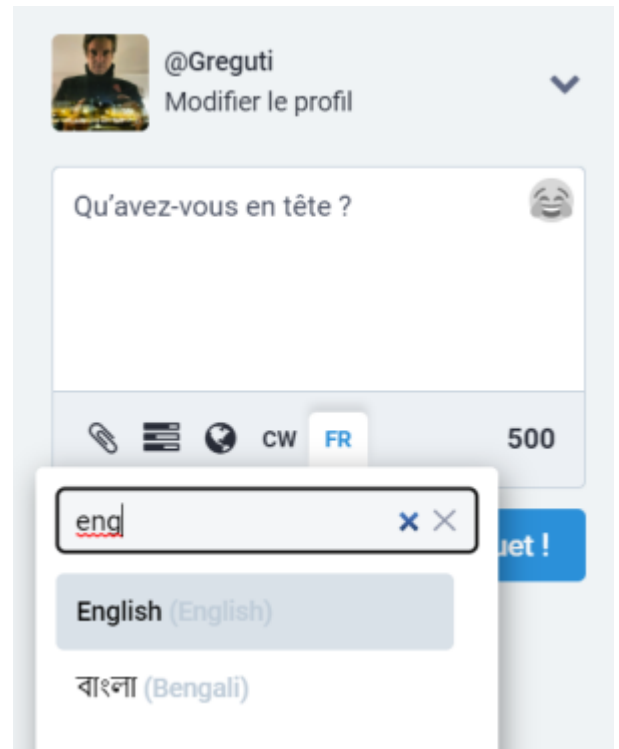 @Greguti
Modifier le profil
Qu’avez-vous en tête ?
CW FR 500
eng
uet !
English (English)
বাংলা (Bengali)